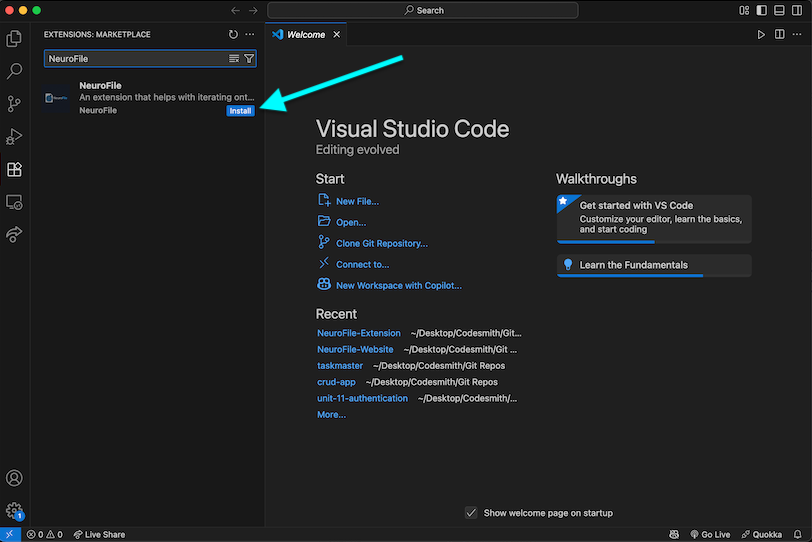 Search
EXTENSIONS: MARKETPLACE
Welcome
NeuroFile
NeuroFile
An extension that helps with iterating ont...
NeuroFile
Install
Visual Studio Code
Editing evolved
Start
New File...
Open...
Clone Git Repository...
Connect to...
New Workspace with Copilot...
Recent
NeuroFile-Extension ~/Desktop/Codesmith/Git...
NeuroFile-Website ~/Desktop/Codesmith/Git ...
taskmaster ~/Desktop/Codesmith/Git Repos
crud-app ~/Desktop/Codesmith/Git Repos
unit-11-authentication ~/Desktop/Codesmith/...
More...
Walkthroughs
Get started with VS Code
Customize your editor, learn the basics,
and start coding
Learn the Fundamentals
Show welcome page on startup
1
0 0 Live Share
Go Live Quokka